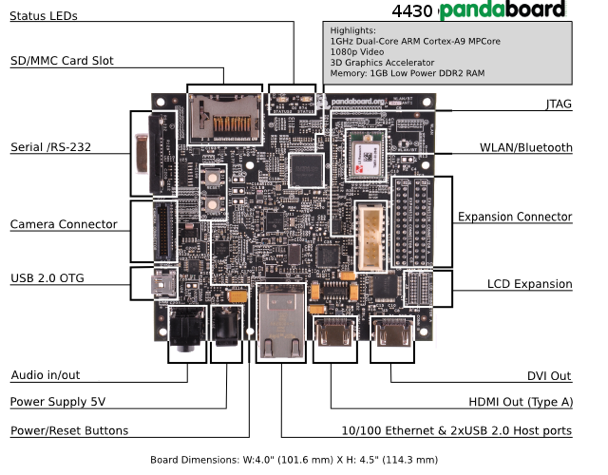 4430 pandaboard
Status LEDs
Highlights:
1GHz Dual-Core ARM Cortex-A9 MPCore
1080p Video
3D Graphics Accelerator
Memory: 1GB Low Power DDR2 RAM
SD/MMC Card Slot
JTAG
pandaboard.org
Serial /RS-232
WLAN/Bluetooth
Camera Connector
Expansion Connector
USB 2.0 OTG
LCD Expansion
Audio in/out
DVI Out
Power Supply 5V
HDMI Out (Type A)
Power/Reset Buttons
10/100 Ethernet & 2xUSB 2.0 Host ports
Board Dimensions: W:4.0" (101.6 mm) X H: 4.5" (114.3 mm)